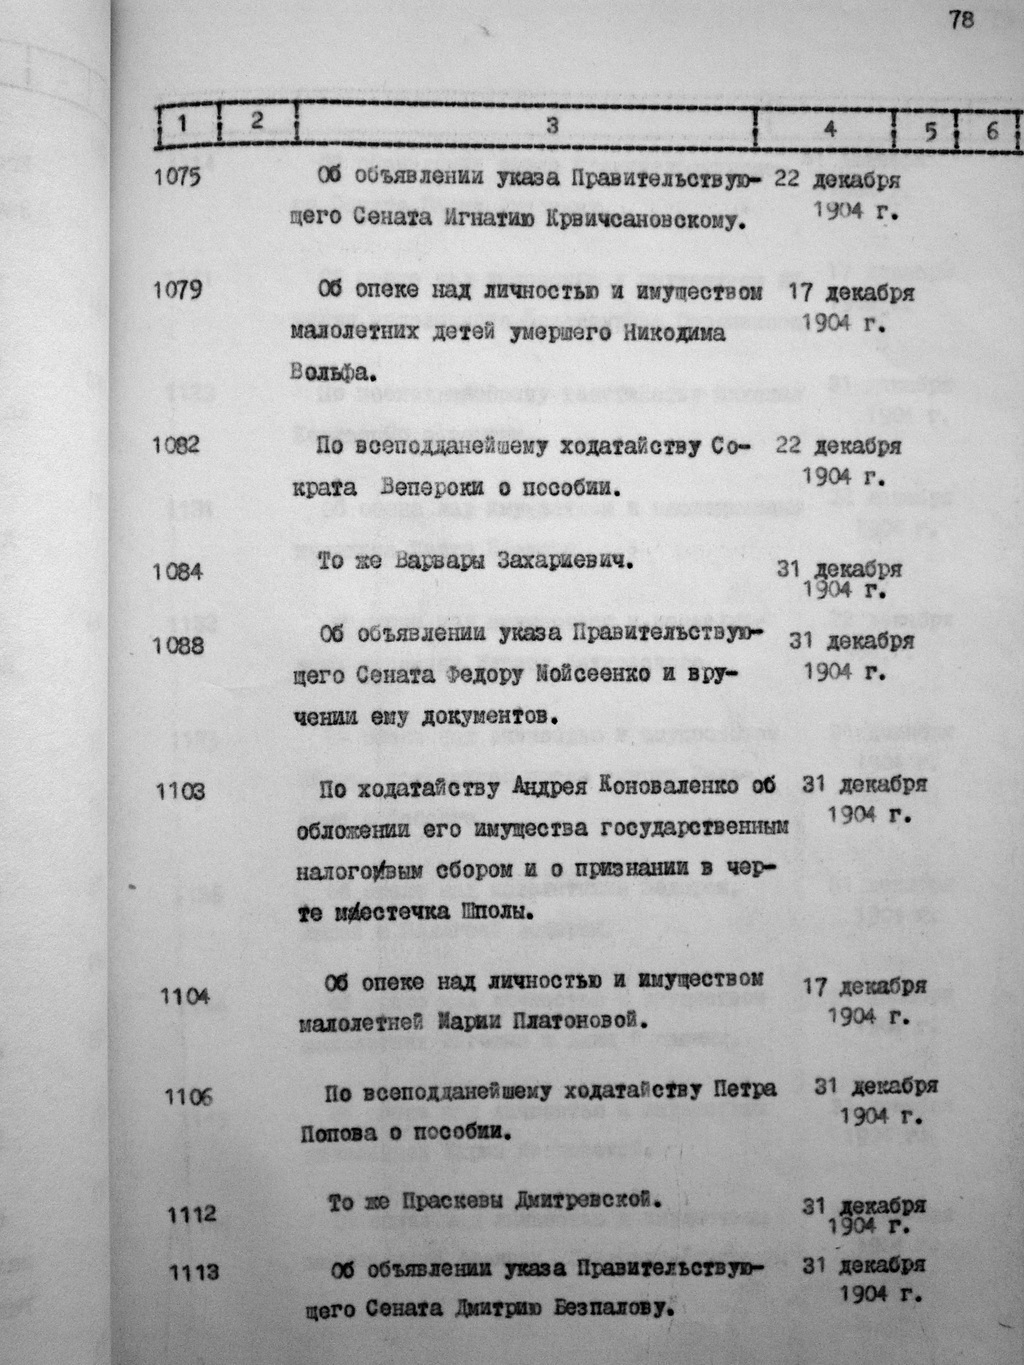 78
1 2 3 4 5 6
1075 Об объявлении указа Правительствую- 22 декабря
щего Сената Игнатию Крвичсановскому. 1904 г.
1079 Об опеке над личностью и имуществом 17 декабря
малолетних детей умершего Никодима 1904 г.
Вольфа.
1082 По всеподданейшему ходатайству Со- 22 декабря
крата Вепероки о пособии. 1904 г.
1084 То же Варвары Захариевич. 31 декабря
1904 г.
1088 Об объявлении указа Правительствую- 31 декабря
щего Сената Федору Мойсеенко и вру- 1904 г.
чении ему документов.
1103 По ходатайству Андрея Коноваленко об 31 декабря
обложении его имущества государственным 1904 г.
налоговым сбором и о признании в чер-
те местечка Шполы.
1104 Об опеке над личностью и имуществом 17 декабря
малолетней Марии Платоновой. 1904 г.
1106 По всеподданейшему ходатайству Петра 31 декабря
Попова о пособии. 1904 г.
1112 То же Праскевы Дмитревской. 31 декабря
1904 г.
1113 Об объявлении указа Правительствую- 31 декабря
щего Сената Дмитрию Безпалову. 1904 г.